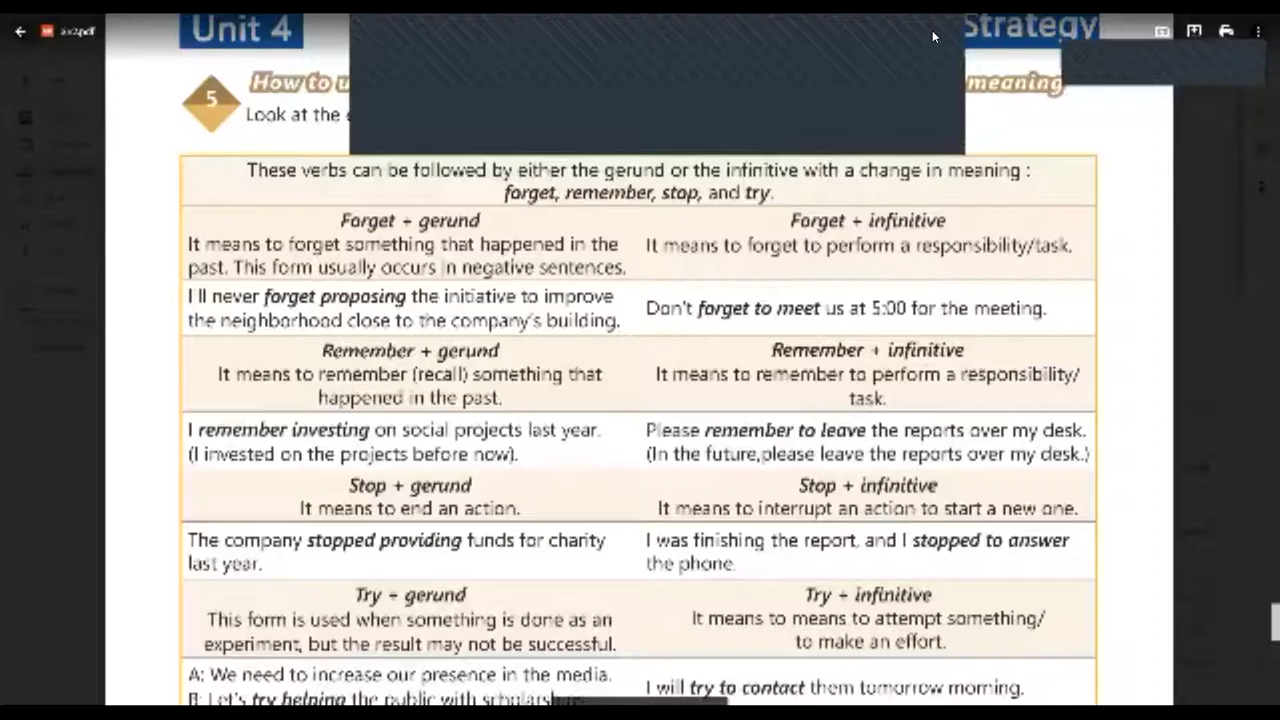 Unit 4
Strategy
5
How to u
meaning
Look at the
These verbs can be followed by either the gerund or the infinitive with a change in meaning :
forget, remember, stop, and try.
Forget + gerund
It means to forget something that happened in the
past. This form usually occurs in negative sentences.
Forget + infinitive
It means to forget to perform a responsibility/task.
I ll never forget proposing the initiative to improve
the neighborhood close to the company's building.
Don't forget to meet us at 5:00 for the meeting.
Remember + gerund
It means to remember (recall) something that
happened in the past.
Remember + infinitive
It means to remember to perform a responsibility/
task.
I remember investing on social projects last year.
(I invested on the projects before now).
Please remember to leave the reports over my desk.
(In the future,please leave the reports over my desk.)
Stop + gerund
It means to end an action.
Stop + infinitive
It means to interrupt an action to start a new one.
The company stopped providing funds for charity
last year.
I was finishing the report, and I stopped to answer
the phone.
Try + gerund
This form is used when something is done as an
experiment, but the result may not be successful.
Try + infinitive
It means to means to attempt something/
to make an effort.
A: We need to increase our presence in the media.
B: Let's try helping the public with
I will try to contact them tomorrow morning.